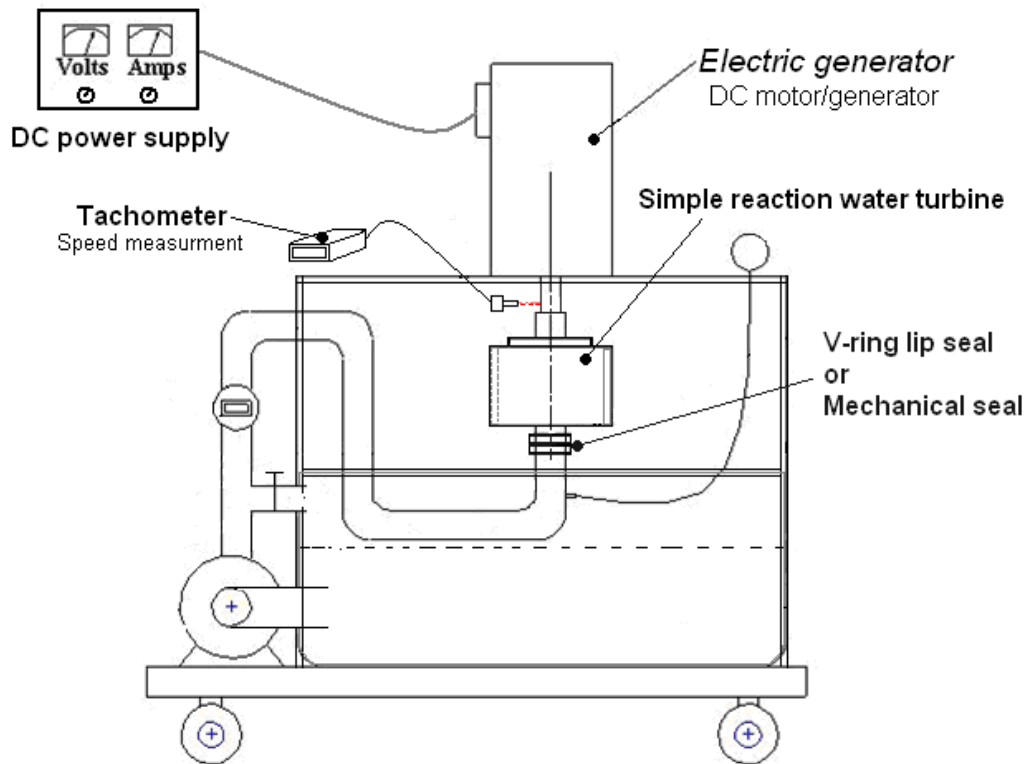 Volts Amps
DC power supply
Electric generator
DC motor/generator
Tachometer
Speed measurment
Simple reaction water turbine
V-ring lip seal
or
Mechanical seal